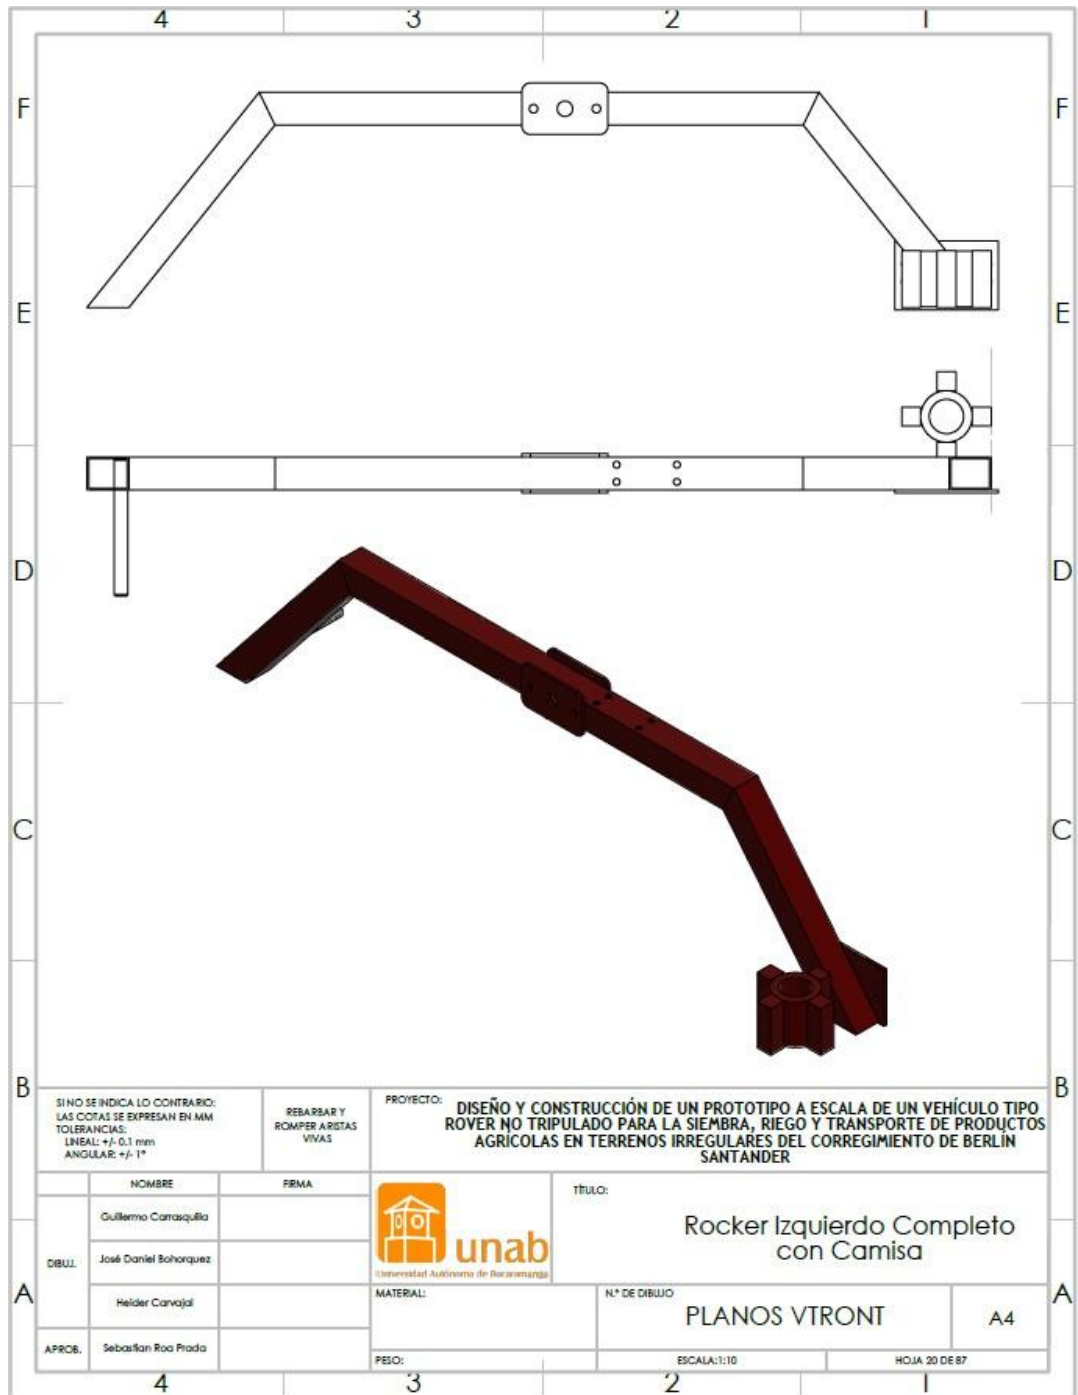 4 3 2 1
F F
E E
D D
C C
B B
SI NO SE INDICA LO CONTRARIO:
LAS COTAS SE EXPRESAN EN MM
TOLERANCIAS:
LINEAL: +/- 0.1 mm
ANGULAR: +/- 1°
REBARBAR Y
ROMPER ARISTAS
VIVAS
PROYECTO:
DISEÑO Y CONSTRUCCIÓN DE UN PROTOTIPO A ESCALA DE UN VEHÍCULO TIPO
ROVER NO TRIPULADO PARA LA SIEMBRA, RIEGO Y TRANSPORTE DE PRODUCTOS
AGRÍCOLAS EN TERRENOS IRREGULARES DEL CORREGIMIENTO DE BERLÍN
SANTANDER
NOMBRE FIRMA
DIBUJ.
Guillermo Carrasquilla
José Daniel Bohorquez
Helder Carvajal
APROB. Sebastian Roa Prada
unab
Universidad Autónoma de Bucaramanga
TÍTULO:
Rocker Izquierdo Completo
con Camisa
A A
MATERIAL:
N.º DE DIBUJO
PLANOS VTRONT
A4
PESO:
ESCALA:1:10
HOJA 20 DE 87
4 3 2 1